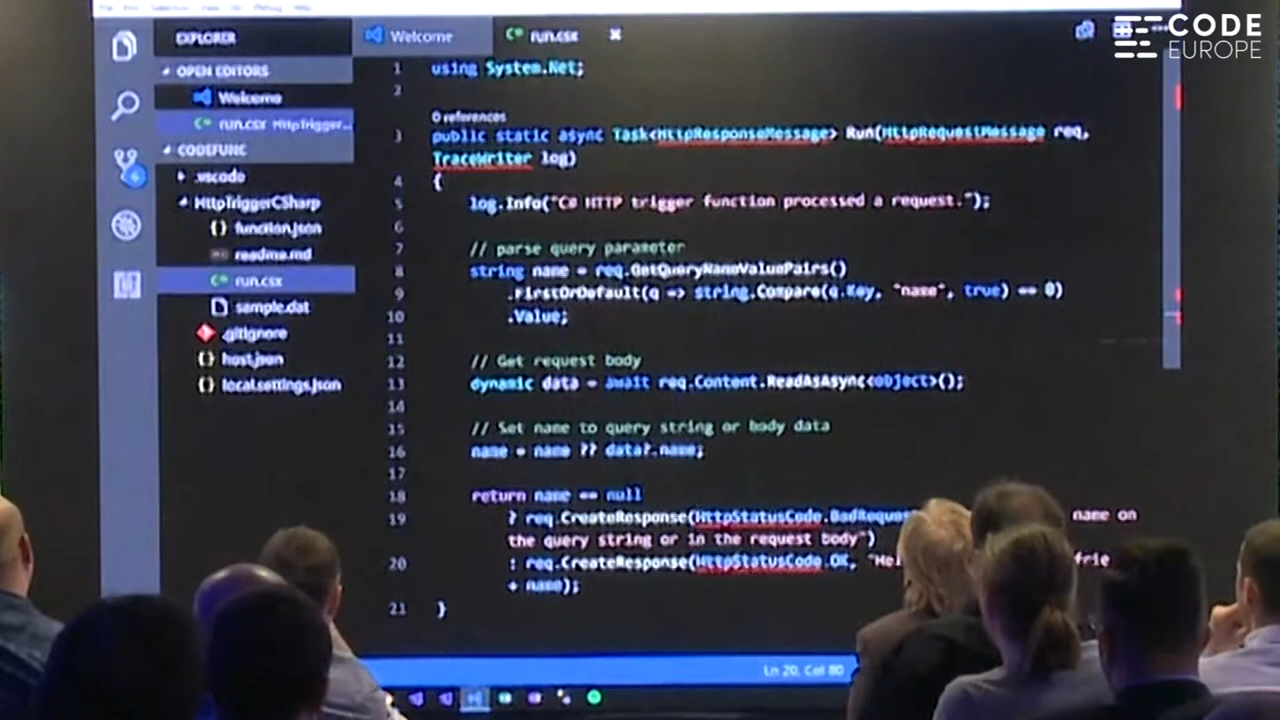 CODE
EUROPE
EXPLORER
OPEN EDITORS
Welcome
run.csx HttpTrigger...
CODEFUNC
.vscode
HttpTriggerCSharp
{} function.json
readme.md
C# run.csx
sample.dat
.gitignore
{} host.json
{} local.settings.json
Welcome
C# run.csx
1 using System.Net;
2
0 references
3 public static async Task<HttpResponseMessage> Run(HttpRequestMessage req,
TraceWriter log)
4 {
5 log.Info("C# HTTP trigger function processed a request.");
6
7 // parse query parameter
8 string name = req.GetQueryNameValuePairs()
9 .FirstOrDefault(q => string.Compare(q.Key, "name", true) == 0)
10 .Value;
11
12 // Get request body
13 dynamic data = await req.Content.ReadAsAsync<object>();
14
15 // Set name to query string or body data
16 name = name ?? data?.name;
17
18 return name == null
19 ? req.CreateResponse(HttpStatusCode.BadReques name on
the query string or in the request body")
20 : req.CreateResponse(HttpStatusCode.OK, "Hel frie
+ name);
21 }
Ln 20, Col 80